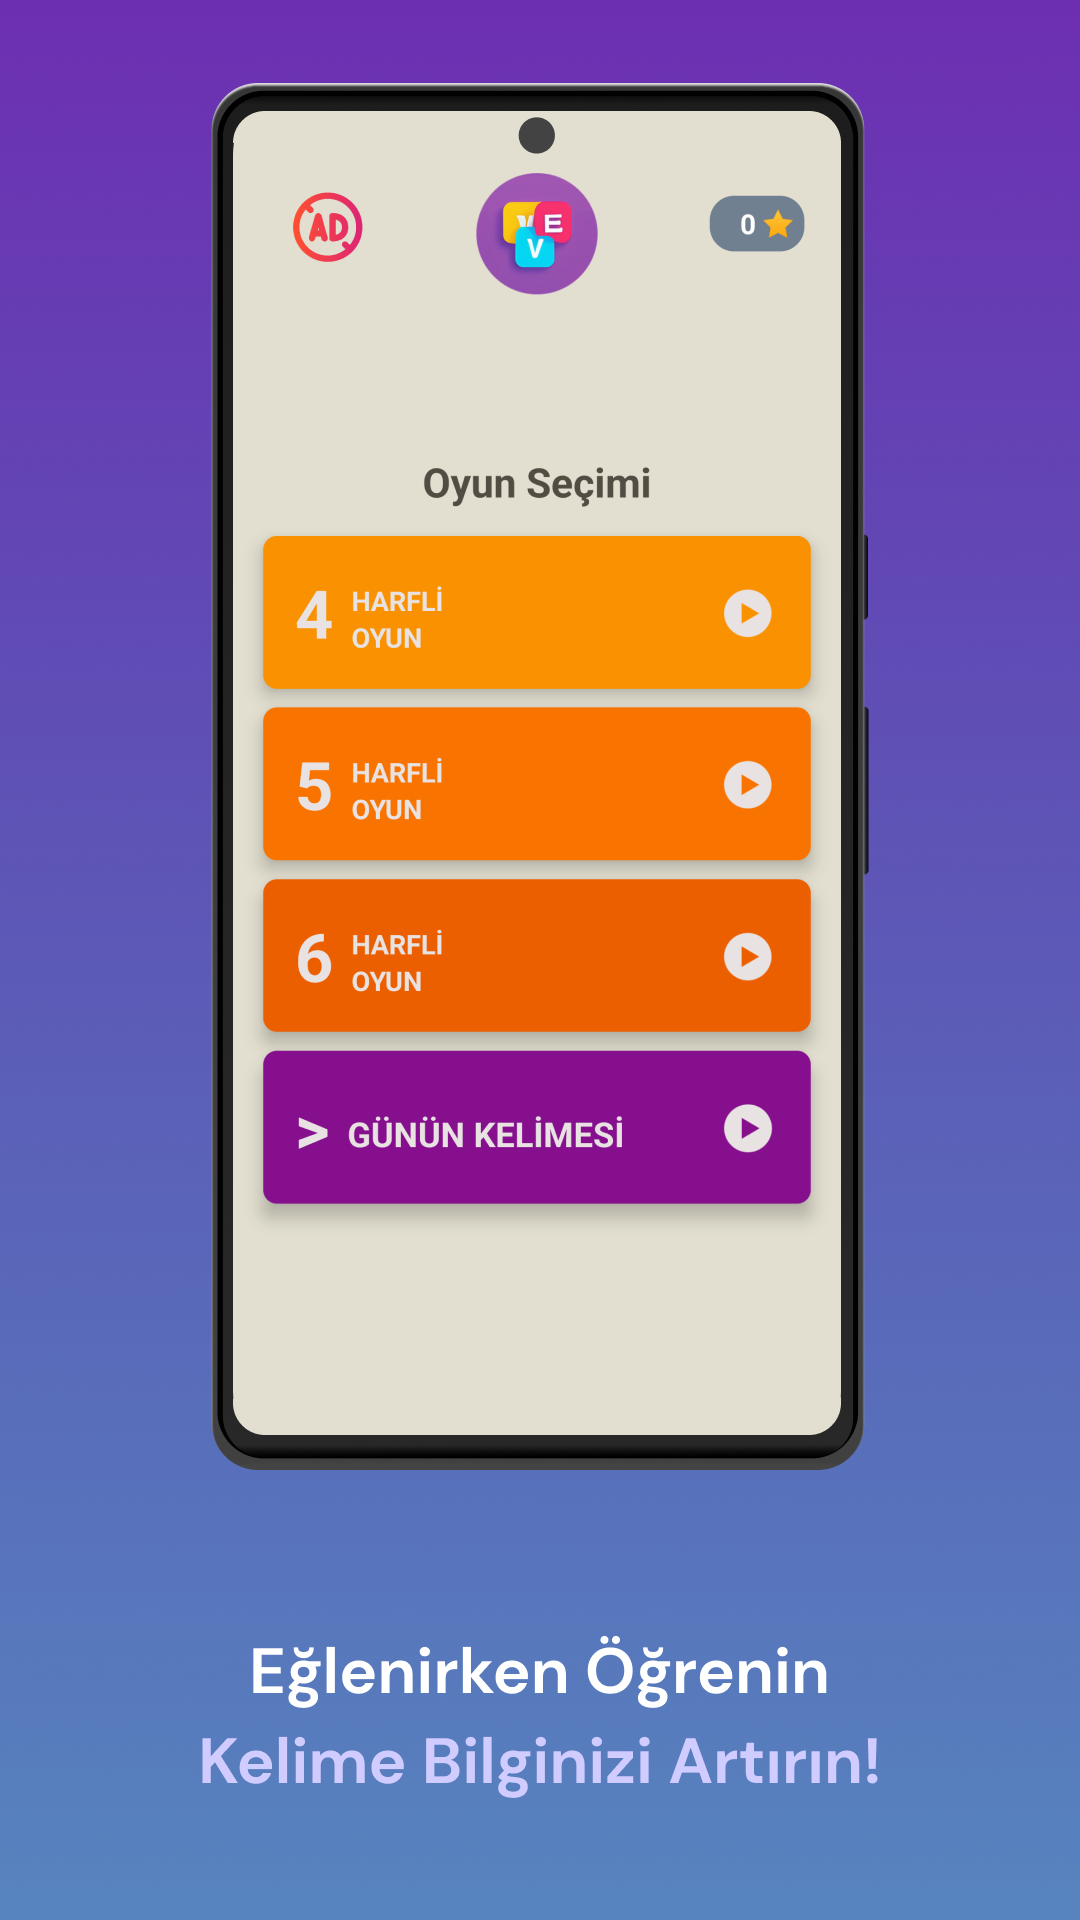 AD
E
V
0
Oyun Seçimi
4 HARFLİ
OYUN
5 HARFLİ
OYUN
6 HARFLİ
OYUN
> GÜNÜN KELİMESİ
Eğlenirken Öğrenin
Kelime Bilginizi Artırın!